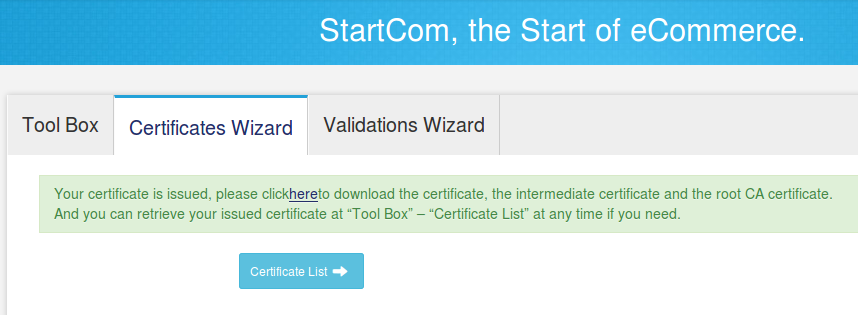 StartCom, the Start of eCommerce.
Tool Box
Certificates Wizard
Validations Wizard
Your certificate is issued, please clickhereto download the certificate, the intermediate certificate and the root CA certificate.
And you can retrieve your issued certificate at “Tool Box” – “Certificate List” at any time if you need.
Certificate List